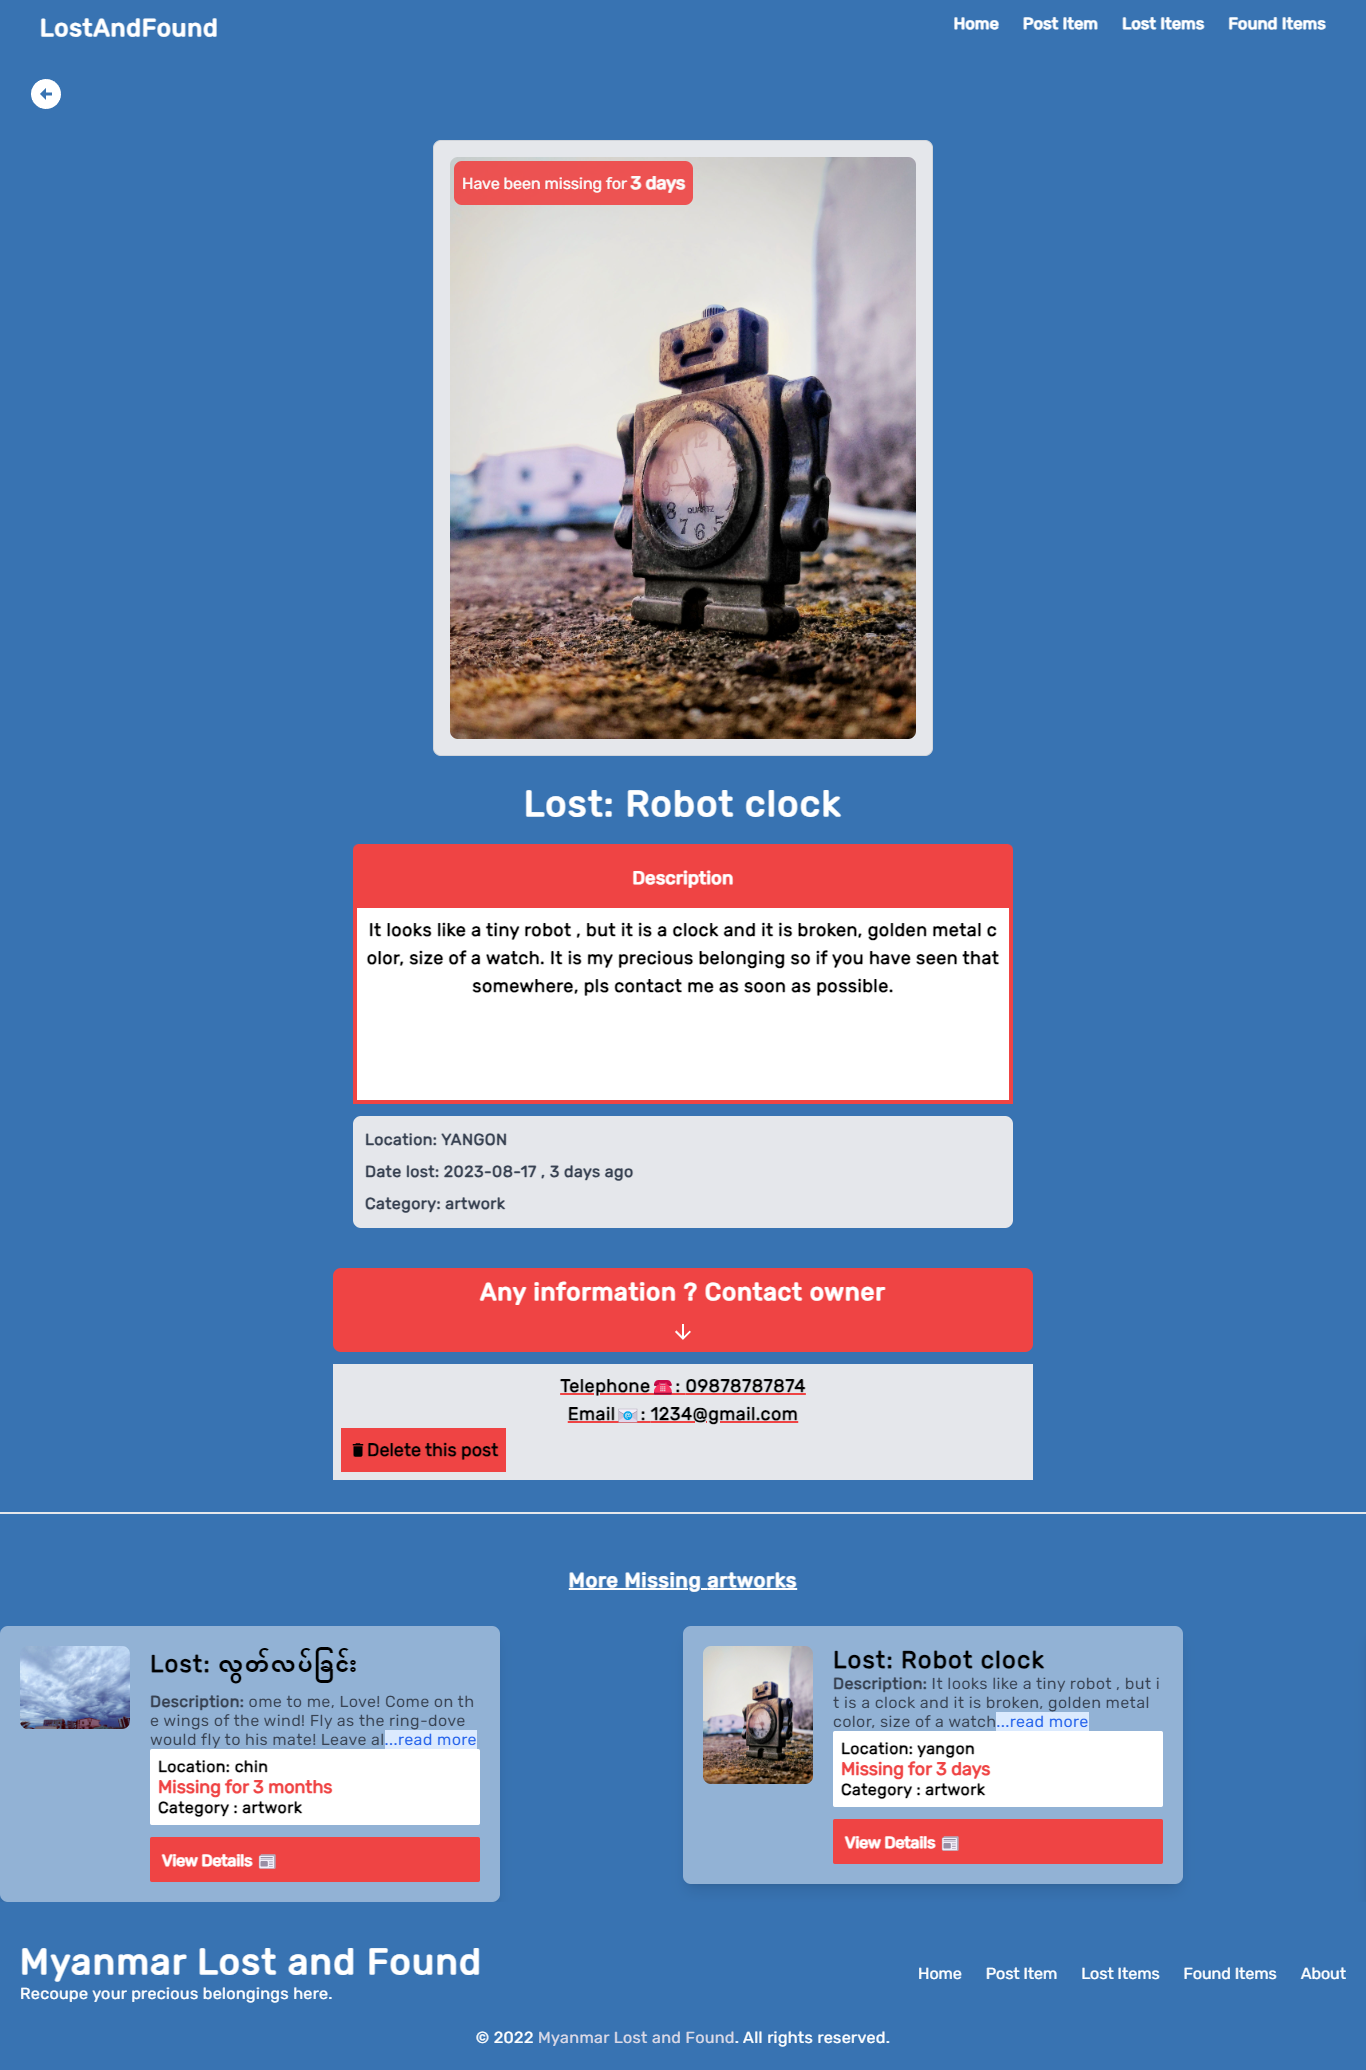 LostAndFound
Home Post Item Lost Items Found Items
Have been missing for 3 days
QUARTZ
Lost: Robot clock
Description
It looks like a tiny robot , but it is a clock and it is broken, golden metal c
olor, size of a watch. It is my precious belonging so if you have seen that
somewhere, pls contact me as soon as possible.
Location: YANGON
Date lost: 2023-08-17 , 3 days ago
Category: artwork
Any information ? Contact owner
Telephone☎️: 09878787874
Email📧: 1234@gmail.com
Delete this post
More Missing artworks
Lost: လွတ်လပ်ခြင်း
Description: ome to me, Love! Come on th
e wings of the wind! Fly as the ring-dove
would fly to his mate! Leave al...read more
Location: chin
Missing for 3 months
Category : artwork
View Details 📰
Lost: Robot clock
Description: It looks like a tiny robot , but i
t is a clock and it is broken, golden metal
color, size of a watch...read more
Location: yangon
Missing for 3 days
Category : artwork
View Details 📰
Myanmar Lost and Found
Recoupe your precious belongings here.
Home Post Item Lost Items Found Items About
© 2022 Myanmar Lost and Found. All rights reserved.